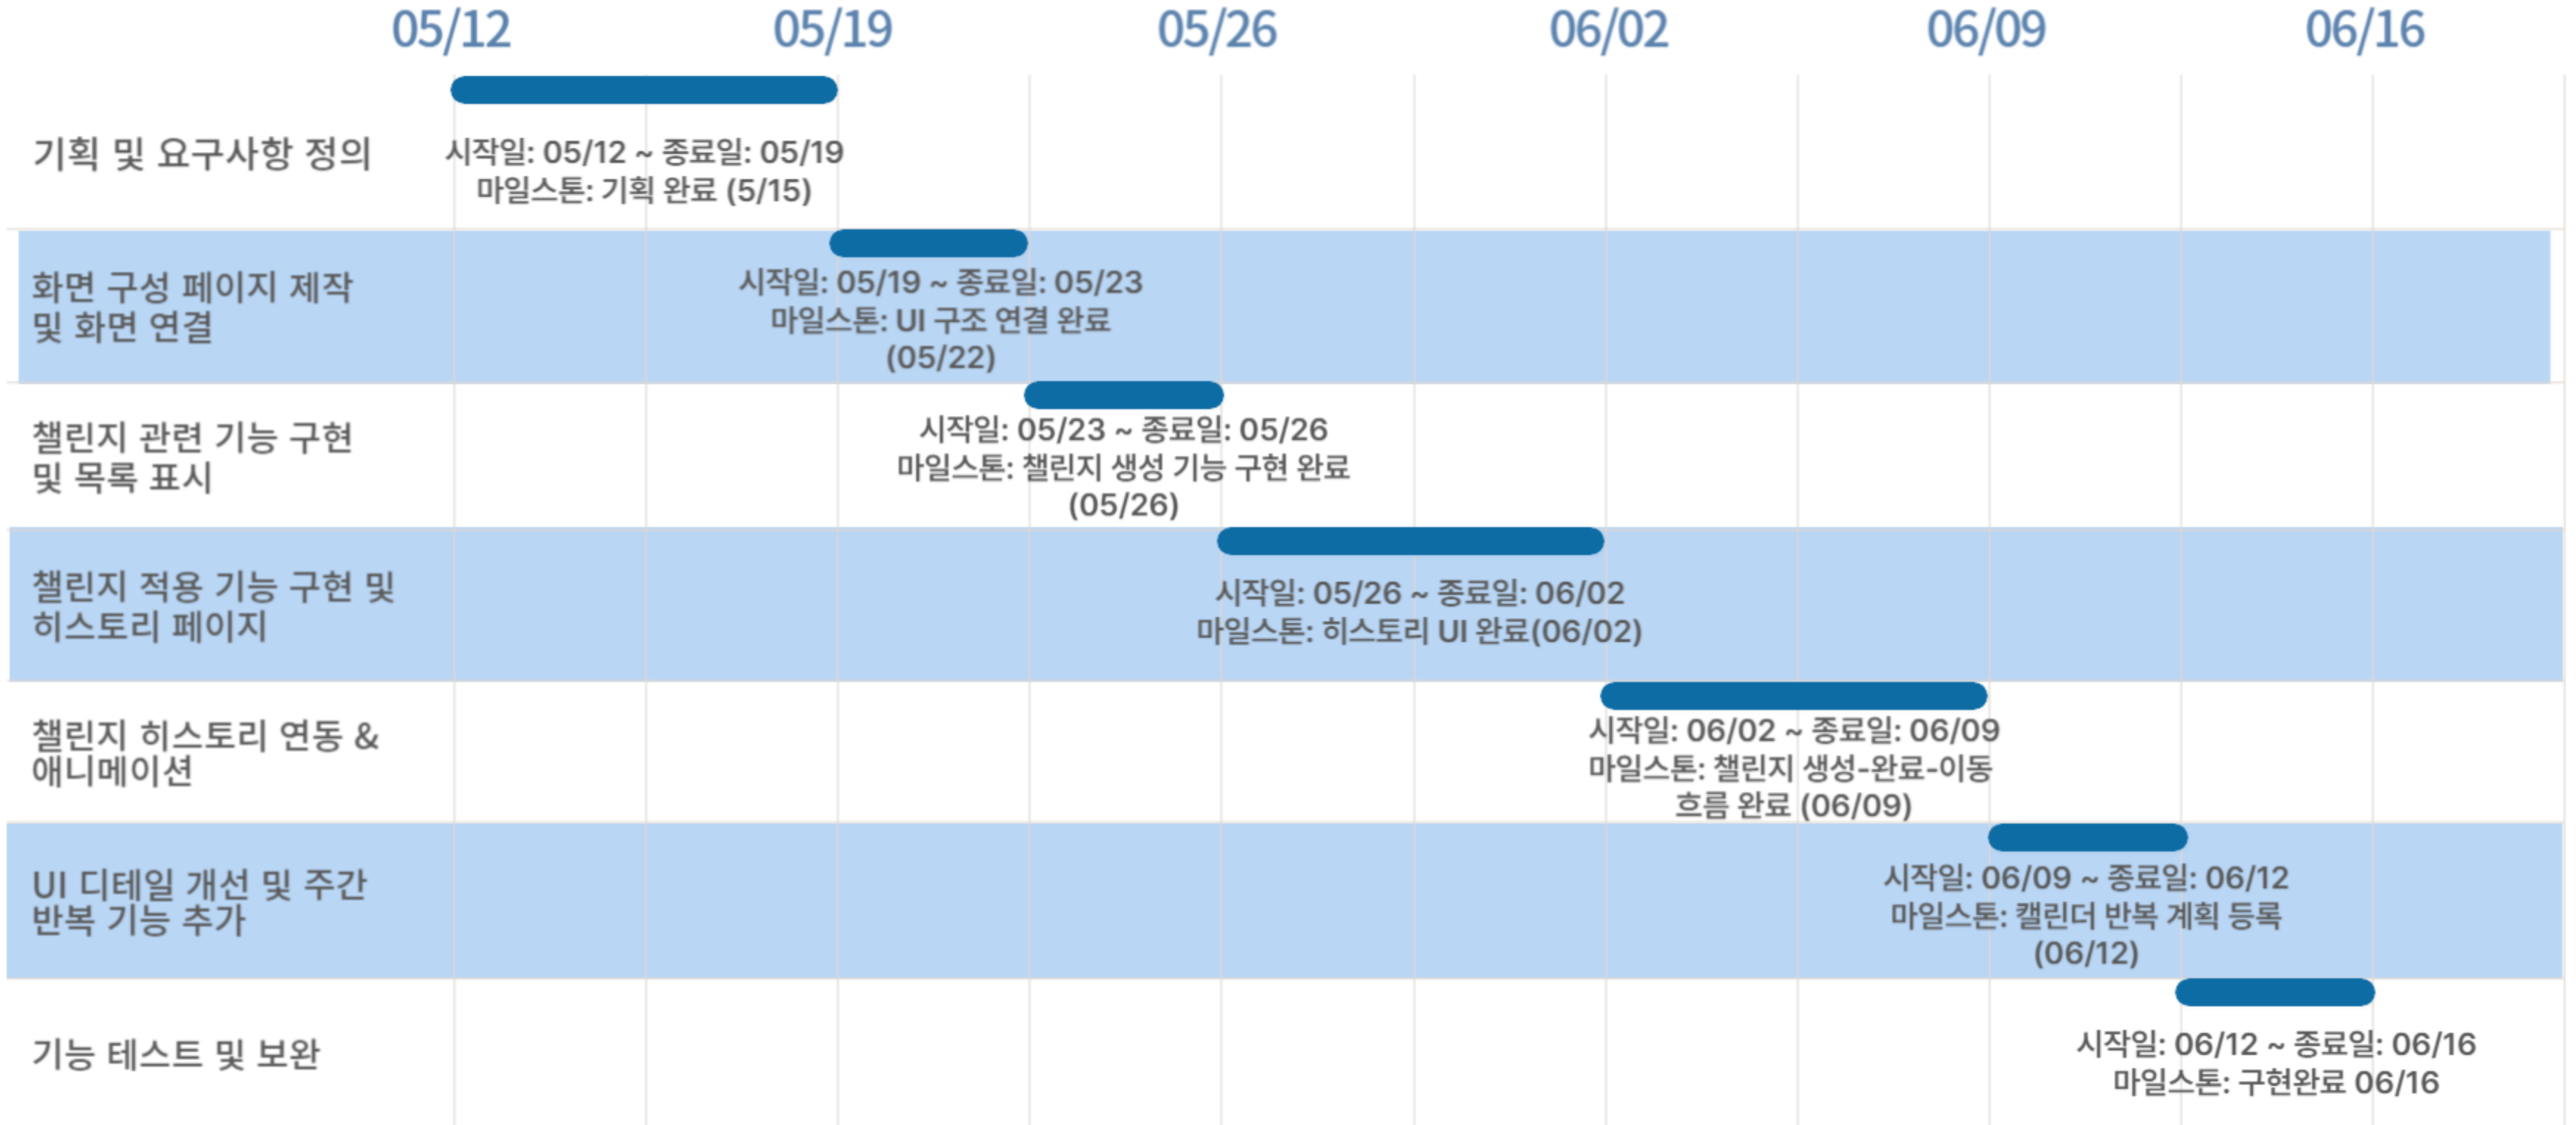 05/12 05/19 05/26 06/02 06/09 06/16
기획 및 요구사항 정의
시작일: 05/12 ~ 종료일: 05/19
마일스톤: 기획 완료 (5/15)
화면 구성 페이지 제작
및 화면 연결
시작일: 05/19 ~ 종료일: 05/23
마일스톤: UI 구조 연결 완료
(05/22)
챌린지 관련 기능 구현
및 목록 표시
시작일: 05/23 ~ 종료일: 05/26
마일스톤: 챌린지 생성 기능 구현 완료
(05/26)
챌린지 적용 기능 구현 및
히스토리 페이지
시작일: 05/26 ~ 종료일: 06/02
마일스톤: 히스토리 UI 완료(06/02)
챌린지 히스토리 연동 &
애니메이션
시작일: 06/02 ~ 종료일: 06/09
마일스톤: 챌린지 생성-완료-이동
흐름 완료 (06/09)
UI 디테일 개선 및 주간
반복 기능 추가
시작일: 06/09 ~ 종료일: 06/12
마일스톤: 캘린더 반복 계획 등록
(06/12)
기능 테스트 및 보완
시작일: 06/12 ~ 종료일: 06/16
마일스톤: 구현완료 06/16